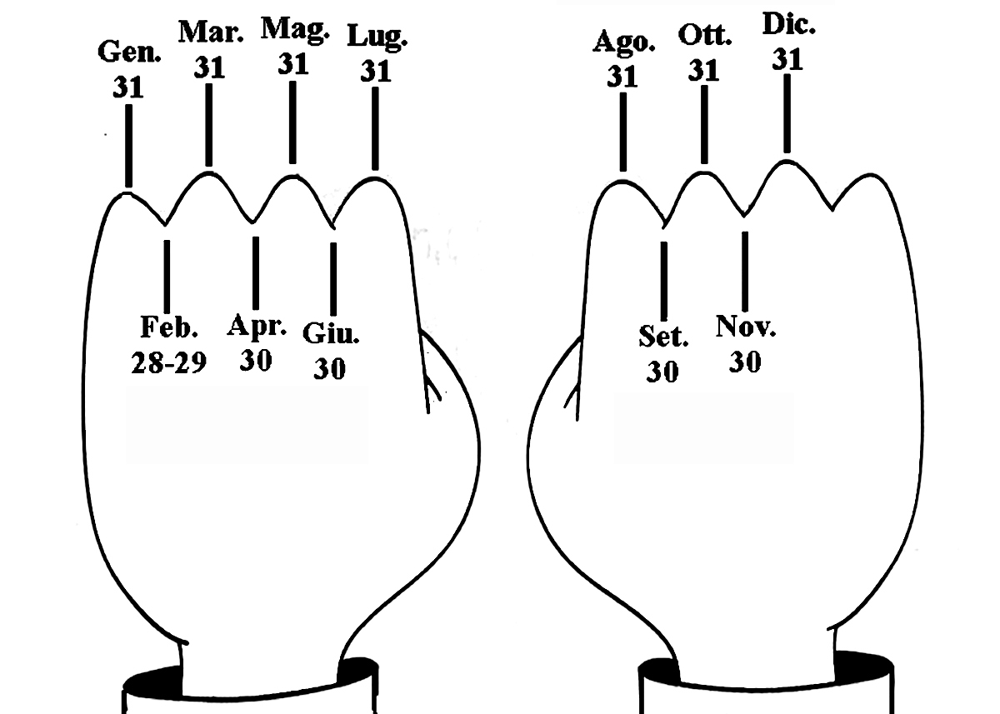 Gen.
31
Mar.
31
Mag.
31
Lug.
31
Ago.
31
Ott.
31
Dic.
31
Feb.
28-29
Apr.
30
Giu.
30
Set.
30
Nov.
30